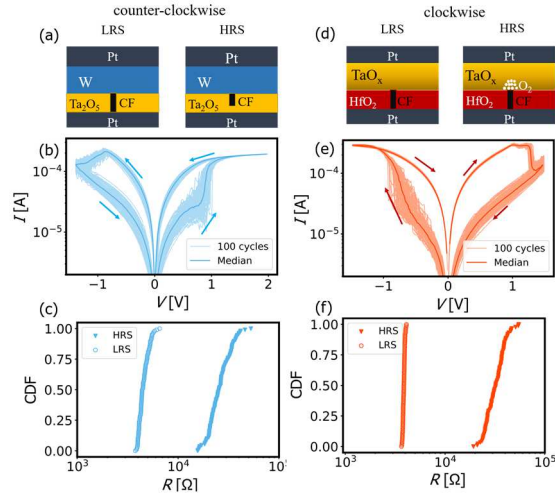 counter-clockwise
clockwise
(a)
LRS
HRS
Pt
Pt
W
W
Ta2O5
CF
Ta2O5
CF
Pt
Pt
(d)
LRS
HRS
Pt
Pt
TaOx
TaOx
O2
HfO2
CF
HfO2
CF
Pt
Pt
(b)
10⁻⁴
10⁻⁵
I [A]
100 cycles
Median
−1
0
1
2
V [V]
(e)
10⁻⁴
10⁻⁵
I [A]
100 cycles
Median
−1
0
1
V [V]
(c)
1.00
0.75
0.50
0.25
0.00
CDF
HRS
LRS
10³
10⁴
10⁵
R [Ω]
(f)
1.00
0.75
0.50
0.25
0.00
CDF
HRS
LRS
10³
10⁴
10⁵
R [Ω]